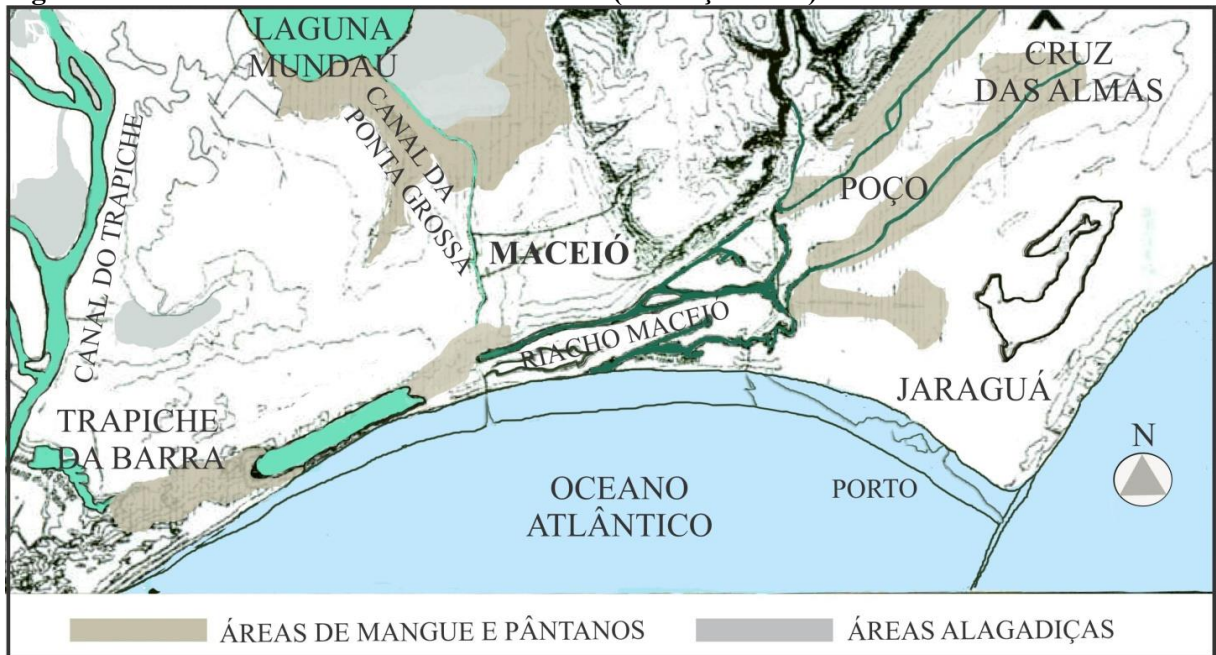 LAGUNA
MUNDAÚ
CRUZ
DAS ALMAS
CANAL DO TRAPICHE
CANAL DA
PONTA GROSSA
POÇO
MACEIÓ
RIACHO MACEIÓ
JARAGUÁ
TRAPICHE
DA BARRA
N
OCEANO
ATLÂNTICO
PORTO
ÁREAS DE MANGUE E PÂNTANOS
ÁREAS ALAGADIÇAS